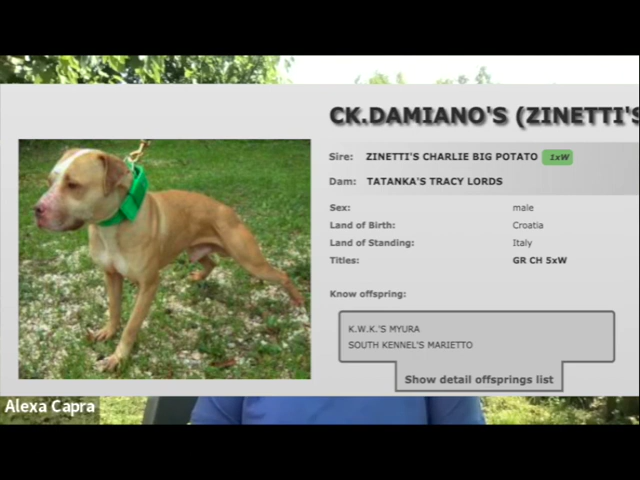 CK.DAMIANO'S (ZINETTI'S
Sire: ZINETTI'S CHARLIE BIG POTATO 1xW
Dam: TATANKA'S TRACY LORDS
Sex: male
Land of Birth: Croatia
Land of Standing: Italy
Titles: GR CH 5xW
Know offspring:
K.W.K.'S MYURA
SOUTH KENNEL'S MARIETTO
Show detail offsprings list
Alexa Capra